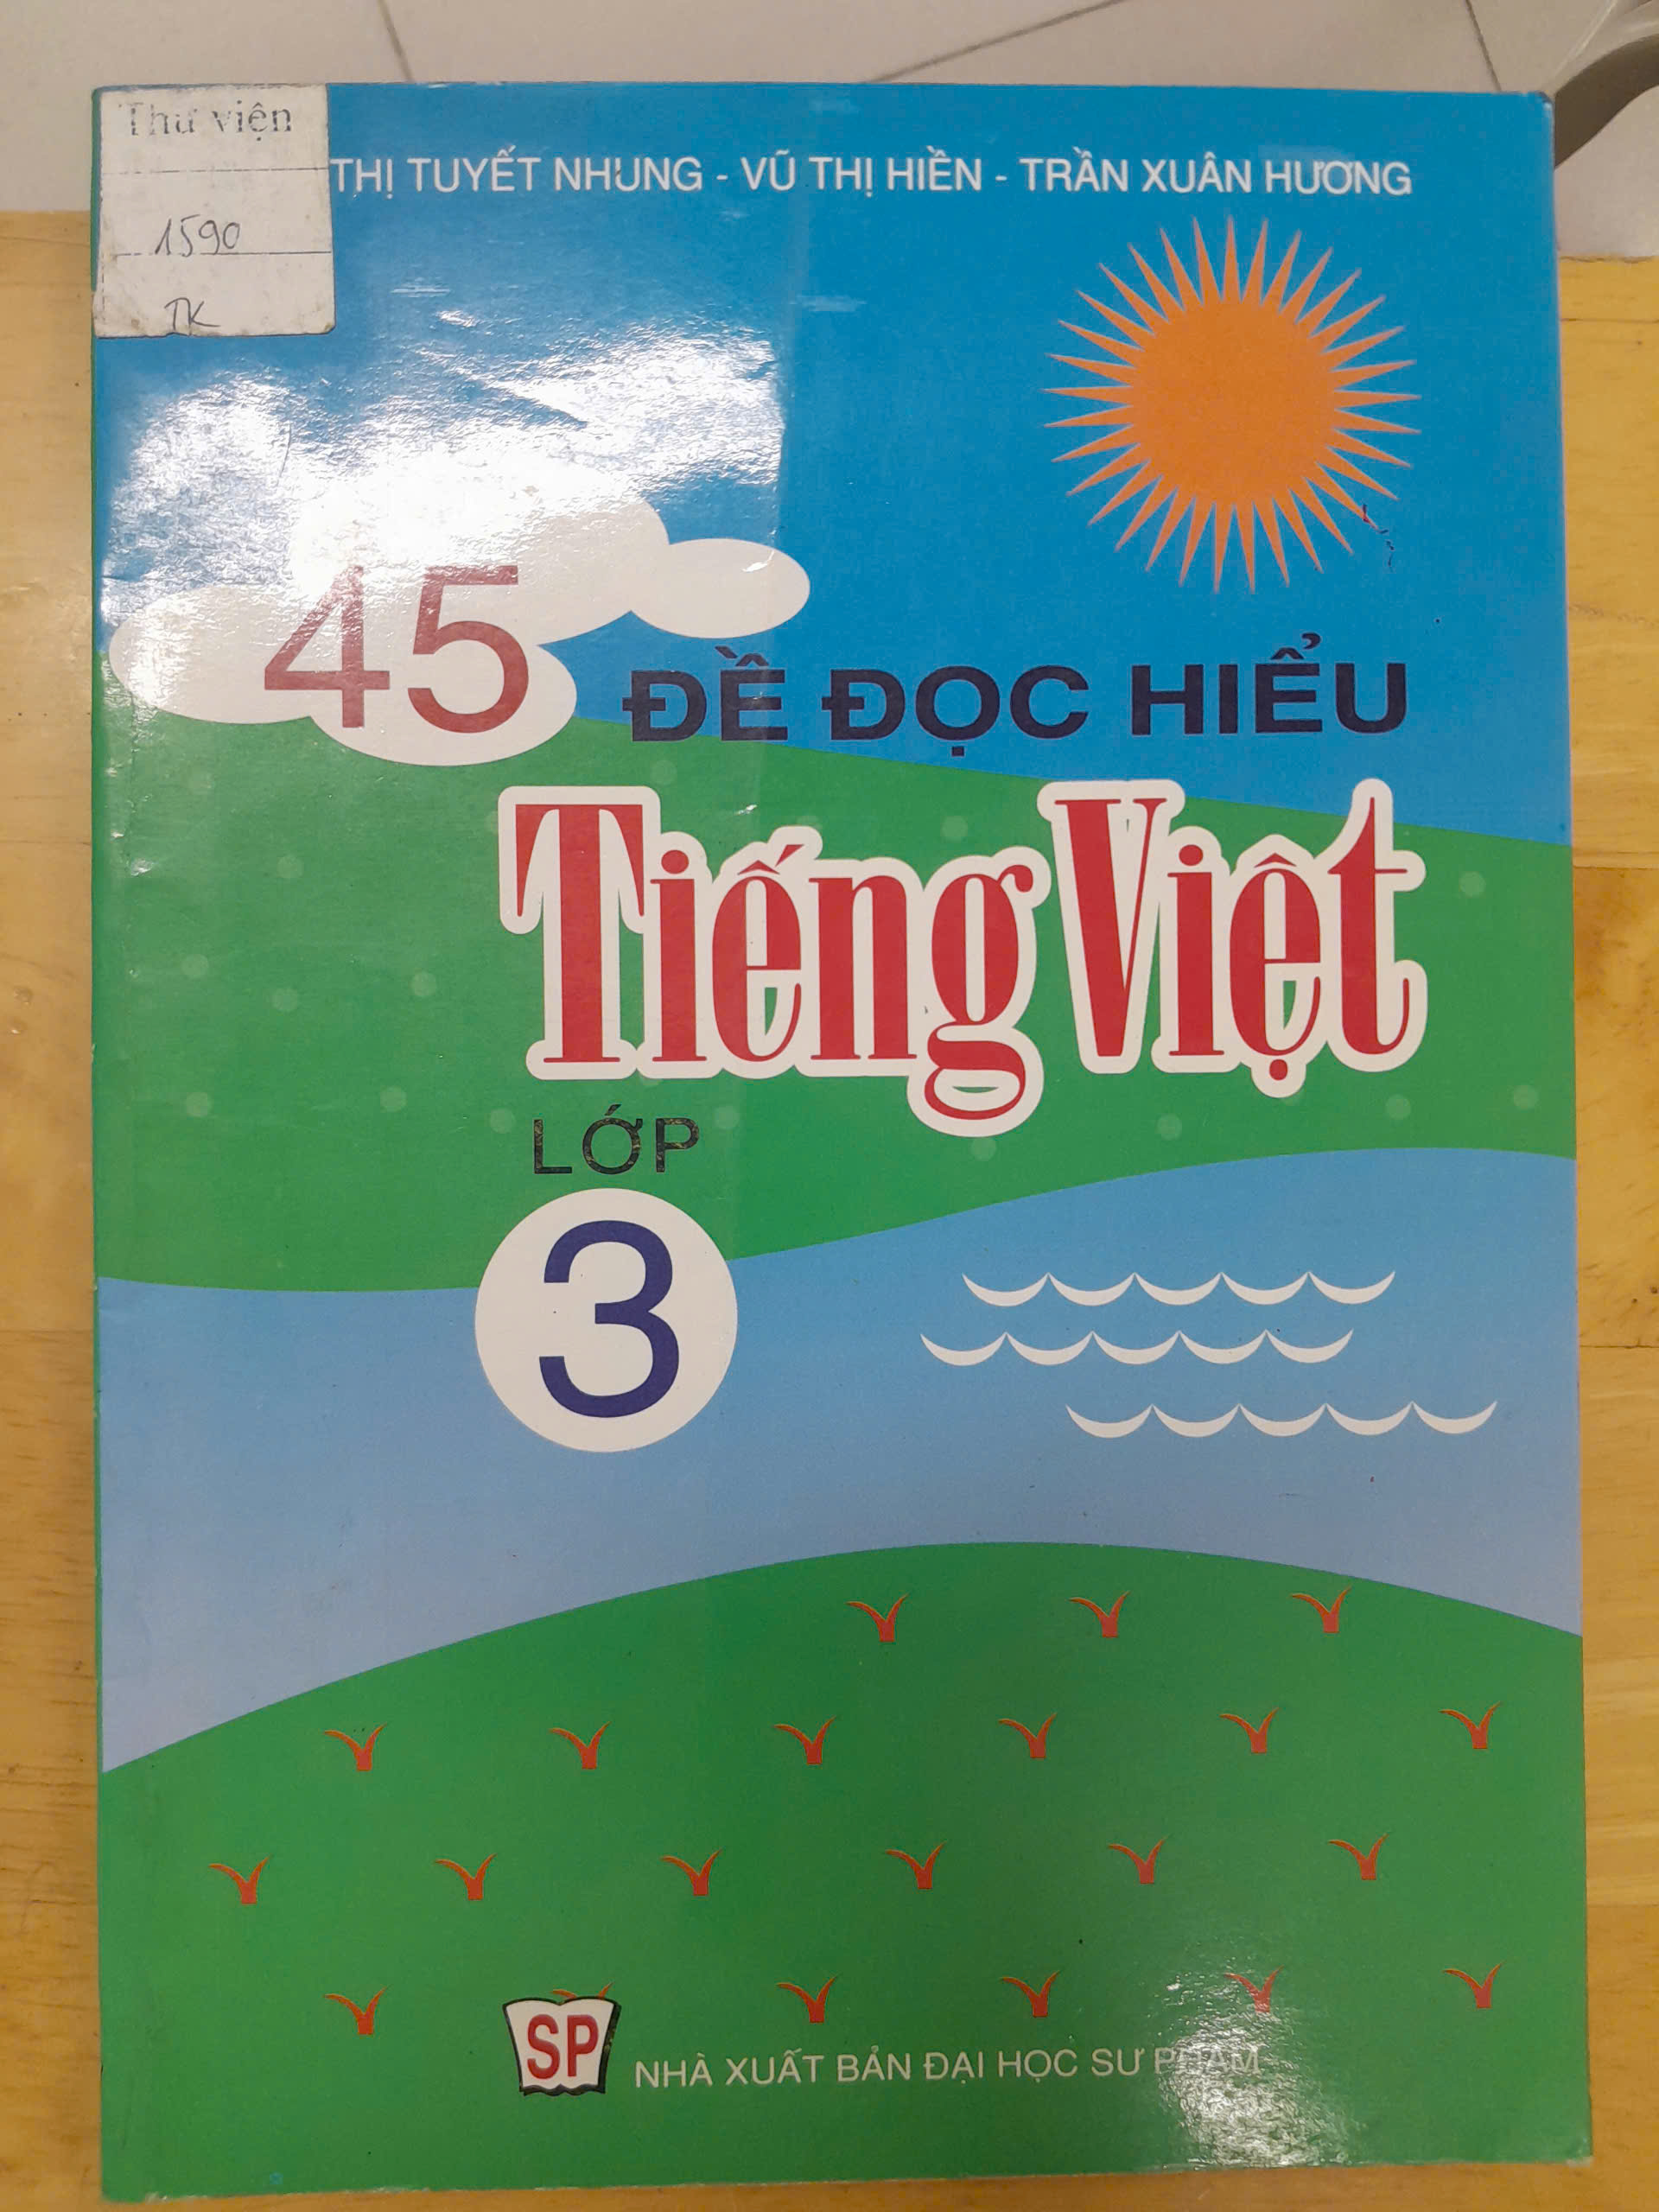 Thư viện
THỊ TUYẾT NHUNG - VŨ THỊ HIỀN - TRẦN XUÂN HƯƠNG
1590
TK
45 ĐỀ ĐỌC HIỂU
Tiếng Việt
LỚP
3
SP
NHÀ XUẤT BẢN ĐẠI HỌC SƯ PHẠM